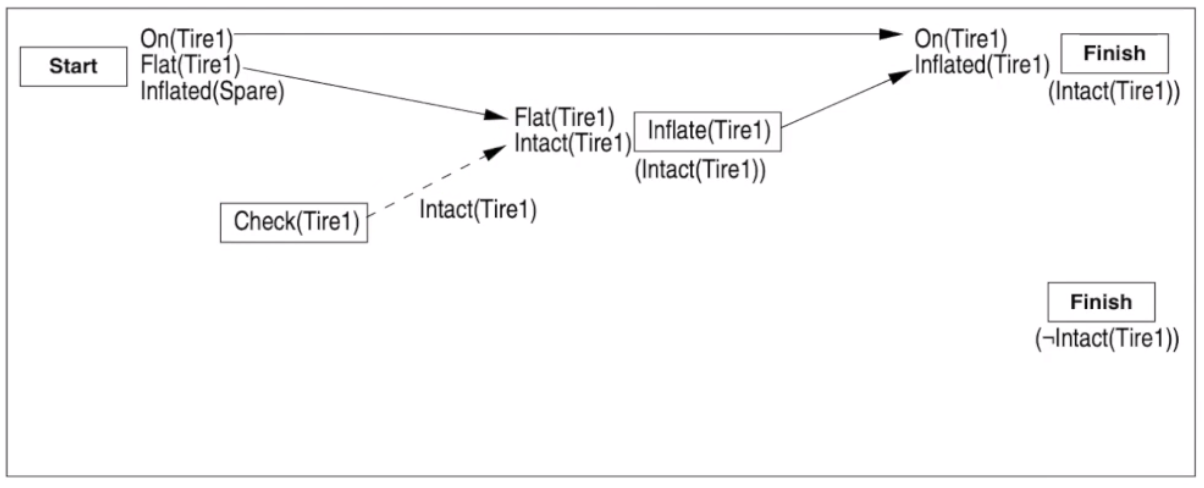 Start
On(Tire1)
Flat(Tire1)
Inflated(Spare)
On(Tire1)
Inflated(Tire1)
Finish
(Intact(Tire1))
Flat(Tire1)
Intact(Tire1)
Inflate(Tire1)
(Intact(Tire1))
Check(Tire1)
Intact(Tire1)
Finish
(¬Intact(Tire1))